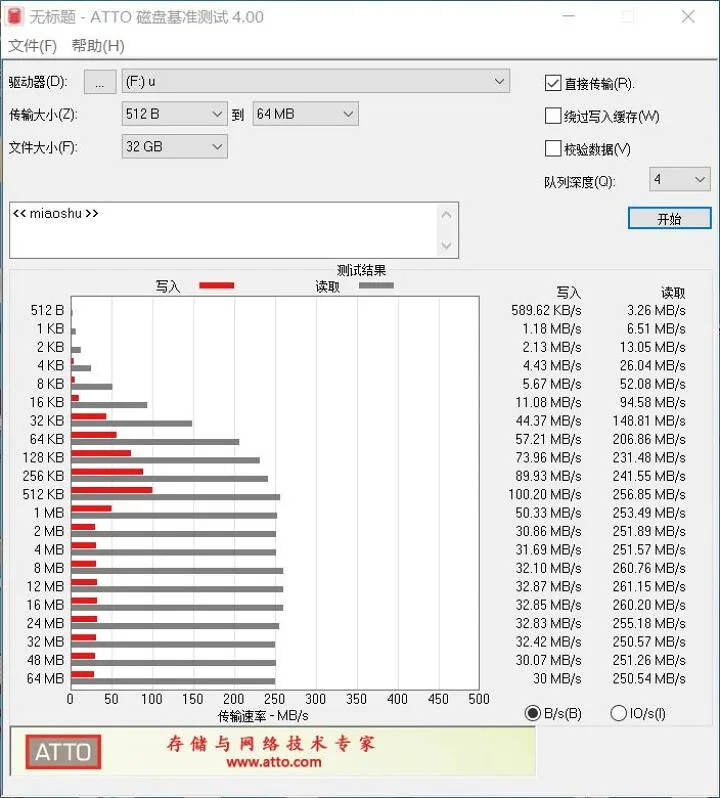 无标题 - ATTO 磁盘基准测试 4.00
文件(F) 帮助(H)
驱动器(D): ... (F:) u 直接传输(R).
传输大小(Z): 512 B 到 64 MB 绕过写入缓存(W)
文件大小(F): 32 GB 校验数据(V)
队列深度(Q): 4
<< miaoshu >> 开始
测试结果
写入 读取 写入 读取
512 B 589.62 KB/s 3.26 MB/s
1 KB 1.18 MB/s 6.51 MB/s
2 KB 2.13 MB/s 13.05 MB/s
4 KB 4.43 MB/s 26.04 MB/s
8 KB 5.67 MB/s 52.08 MB/s
16 KB 11.08 MB/s 94.58 MB/s
32 KB 44.37 MB/s 148.81 MB/s
64 KB 57.21 MB/s 206.86 MB/s
128 KB 73.96 MB/s 231.48 MB/s
256 KB 89.93 MB/s 241.55 MB/s
512 KB 100.20 MB/s 256.85 MB/s
1 MB 50.33 MB/s 253.49 MB/s
2 MB 30.86 MB/s 251.89 MB/s
4 MB 31.69 MB/s 251.57 MB/s
8 MB 32.10 MB/s 260.76 MB/s
12 MB 32.87 MB/s 261.15 MB/s
16 MB 32.85 MB/s 260.20 MB/s
24 MB 32.83 MB/s 255.18 MB/s
32 MB 32.42 MB/s 250.57 MB/s
48 MB 30.07 MB/s 251.26 MB/s
64 MB 30 MB/s 250.54 MB/s
0 50 100 150 200 250 300 350 400 450 500
传输速率 - MB/s B/s(B) IO/s(I)
ATTO 存储与网络技术专家
www.atto.com